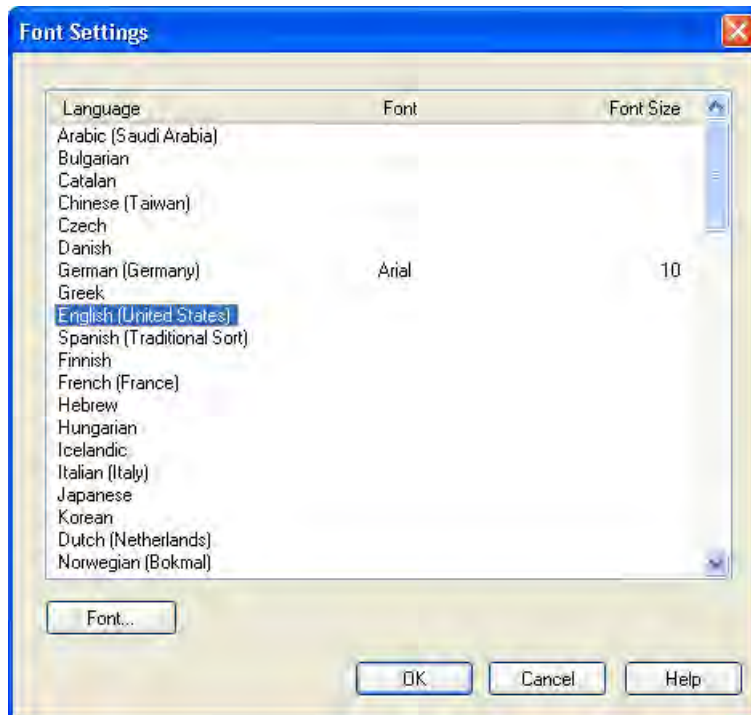 Font Settings
Language Font Font Size
Arabic (Saudi Arabia)
Bulgarian
Catalan
Chinese (Taiwan)
Czech
Danish
German (Germany) Arial 10
Greek
English (United States)
Spanish (Traditional Sort)
Finnish
French (France)
Hebrew
Hungarian
Icelandic
Italian (Italy)
Japanese
Korean
Dutch (Netherlands)
Norwegian (Bokmal)
Font...
OK Cancel Help